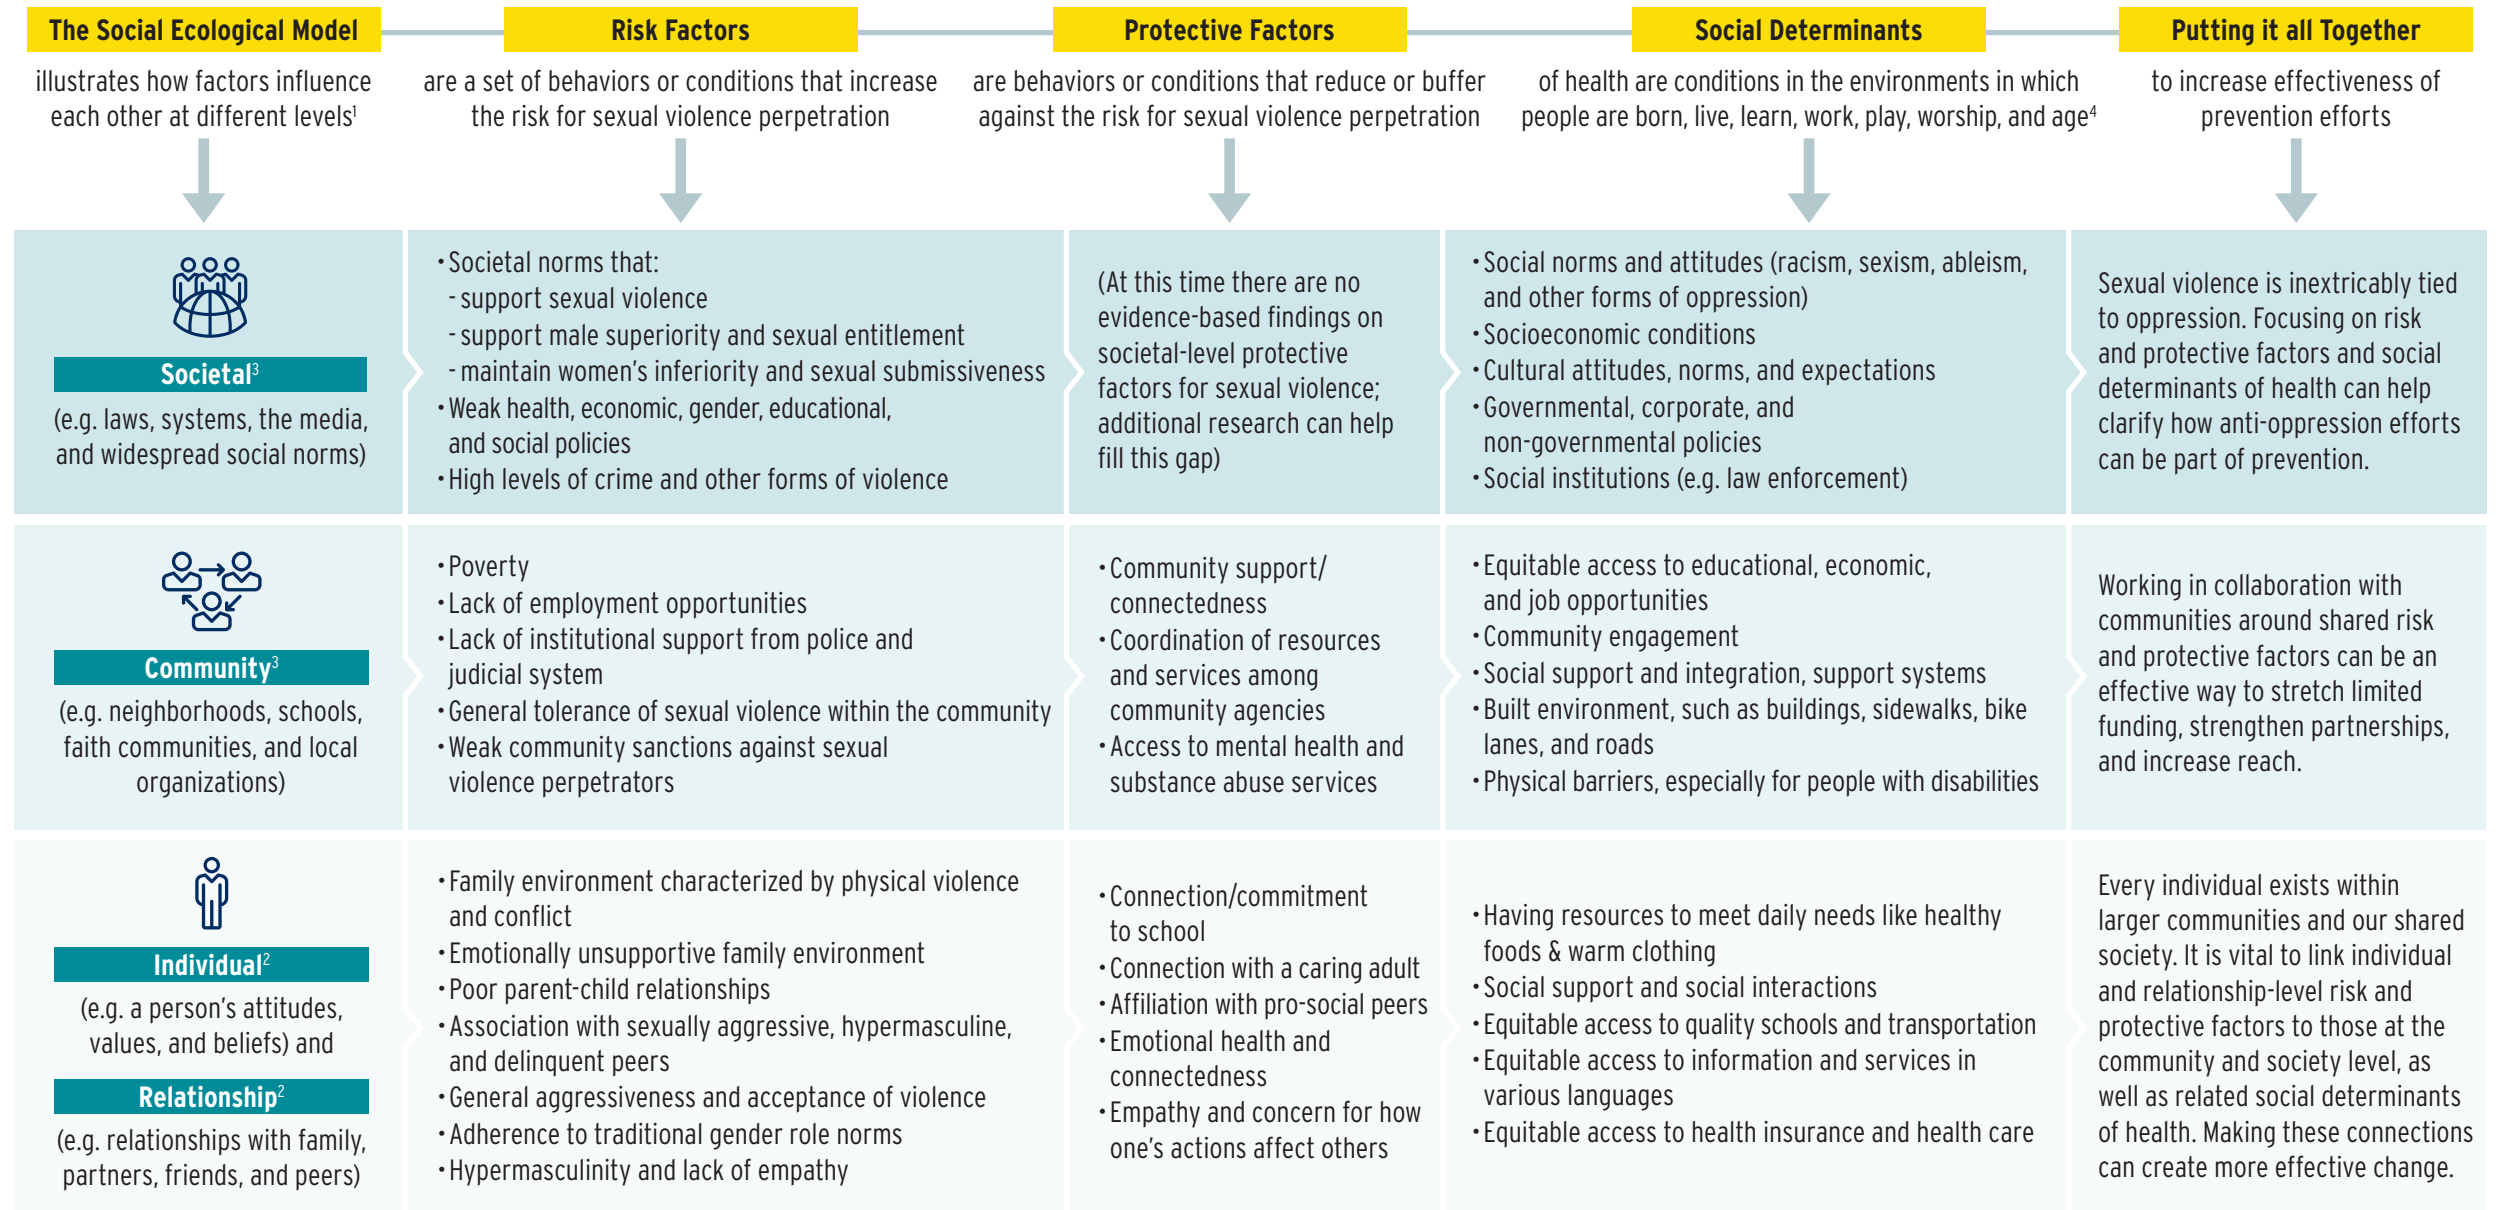 The Social Ecological Model
illustrates how factors influence
each other at different levels¹
Risk Factors
are a set of behaviors or conditions that increase
the risk for sexual violence perpetration
Protective Factors
are behaviors or conditions that reduce or buffer
against the risk for sexual violence perpetration
Social Determinants
of health are conditions in the environments in which
people are born, live, learn, work, play, worship, and age⁴
Putting it all Together
to increase effectiveness of
prevention efforts
Societal³
(e.g. laws, systems, the media,
and widespread social norms)
• Societal norms that:
- support sexual violence
- support male superiority and sexual entitlement
- maintain women’s inferiority and sexual submissiveness
• Weak health, economic, gender, educational,
and social policies
• High levels of crime and other forms of violence
(At this time there are no
evidence-based findings on
societal-level protective
factors for sexual violence;
additional research can help
fill this gap)
• Social norms and attitudes (racism, sexism, ableism,
and other forms of oppression)
• Socioeconomic conditions
• Cultural attitudes, norms, and expectations
• Governmental, corporate, and
non-governmental policies
• Social institutions (e.g. law enforcement)
Sexual violence is inextricably tied
to oppression. Focusing on risk
and protective factors and social
determinants of health can help
clarify how anti-oppression efforts
can be part of prevention.
Community³
(e.g. neighborhoods, schools,
faith communities, and local
organizations)
• Poverty
• Lack of employment opportunities
• Lack of institutional support from police and
judicial system
• General tolerance of sexual violence within the community
• Weak community sanctions against sexual
violence perpetrators
• Community support/
connectedness
• Coordination of resources
and services among
community agencies
• Access to mental health and
substance abuse services
• Equitable access to educational, economic,
and job opportunities
• Community engagement
• Social support and integration, support systems
• Built environment, such as buildings, sidewalks, bike
lanes, and roads
• Physical barriers, especially for people with disabilities
Working in collaboration with
communities around shared risk
and protective factors can be an
effective way to stretch limited
funding, strengthen partnerships,
and increase reach.
Individual²
(e.g. a person’s attitudes,
values, and beliefs) and
Relationship²
(e.g. relationships with family,
partners, friends, and peers)
• Family environment characterized by physical violence
and conflict
• Emotionally unsupportive family environment
• Poor parent-child relationships
• Association with sexually aggressive, hypermasculine,
and delinquent peers
• General aggressiveness and acceptance of violence
• Adherence to traditional gender role norms
• Hypermasculinity and lack of empathy
• Connection/commitment
to school
• Connection with a caring adult
• Affiliation with pro-social peers
• Emotional health and
connectedness
• Empathy and concern for how
one’s actions affect others
• Having resources to meet daily needs like healthy
foods & warm clothing
• Social support and social interactions
• Equitable access to quality schools and transportation
• Equitable access to information and services in
various languages
• Equitable access to health insurance and health care
Every individual exists within
larger communities and our shared
society. It is vital to link individual
and relationship-level risk and
protective factors to those at the
community and society level, as
well as related social determinants
of health. Making these connections
can create more effective change.